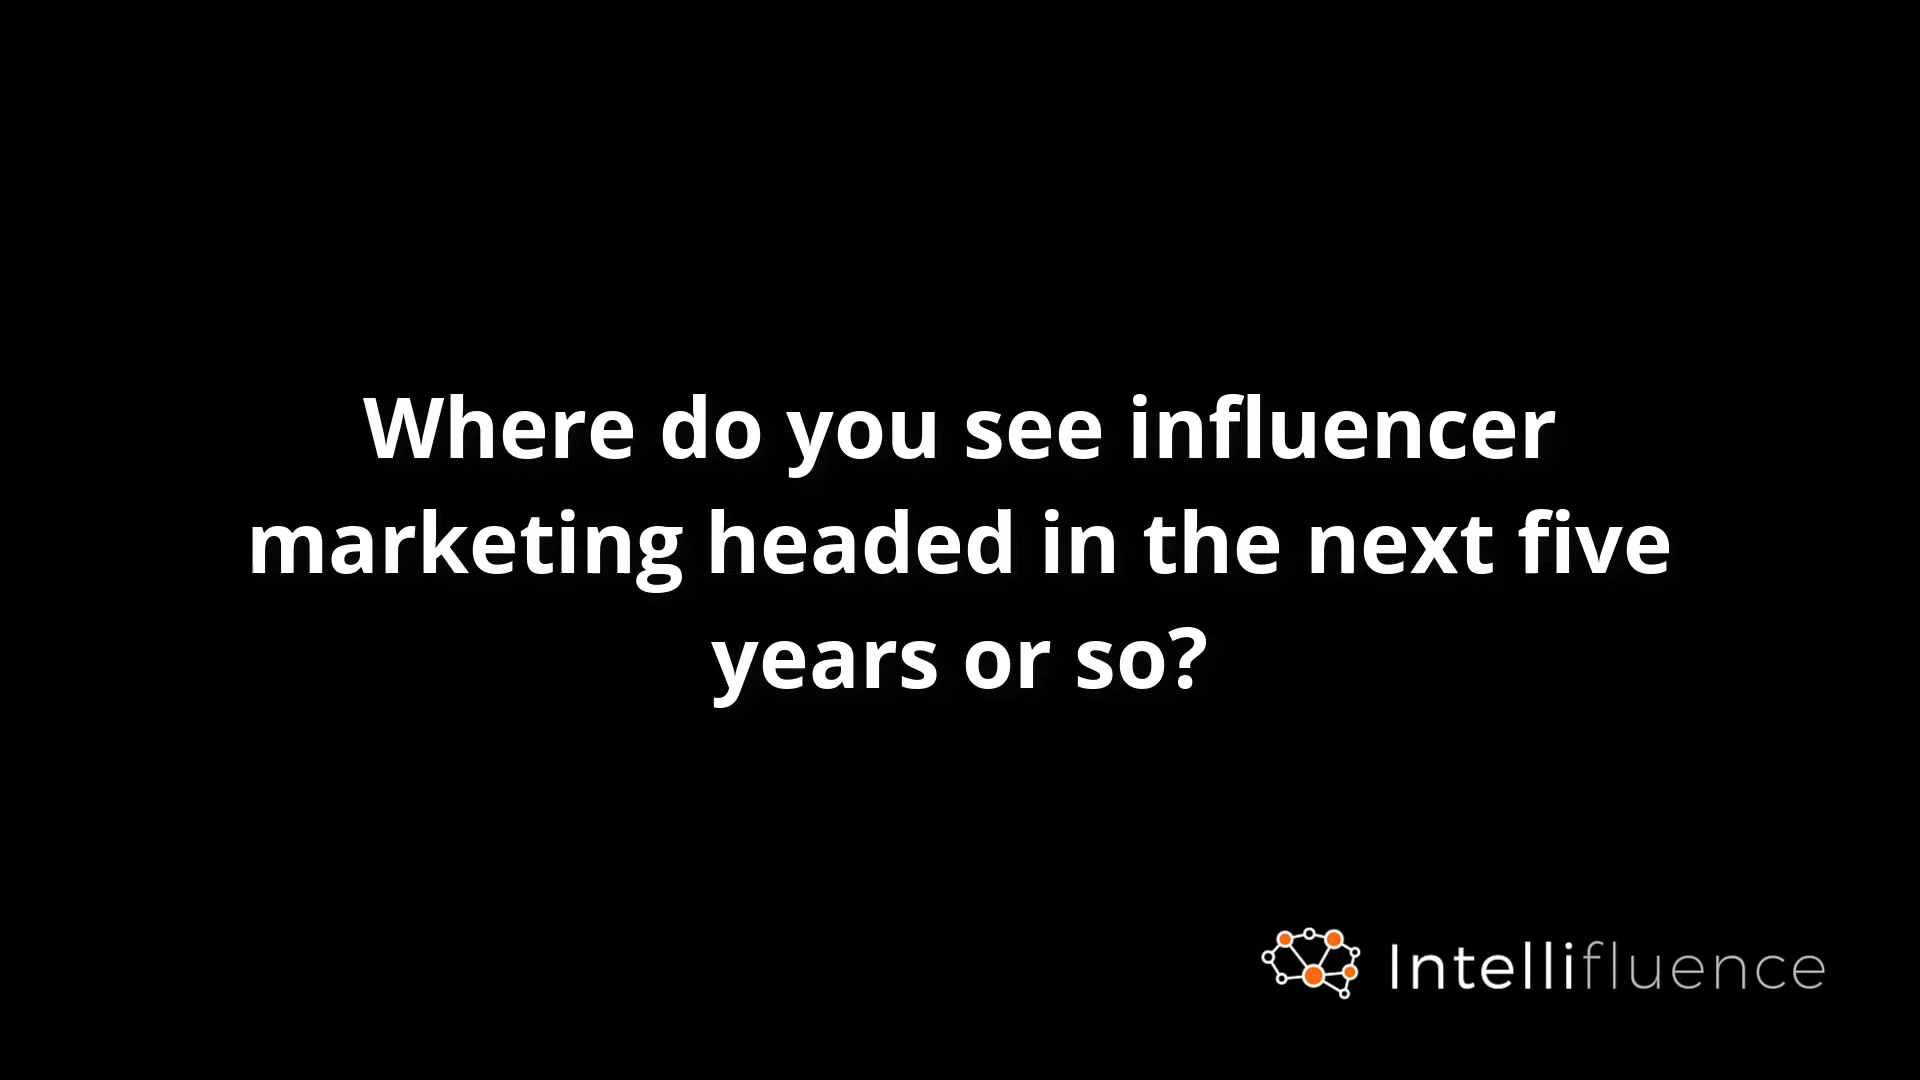 Where do you see influencer
marketing headed in the next five
years or so?
Intellifluence